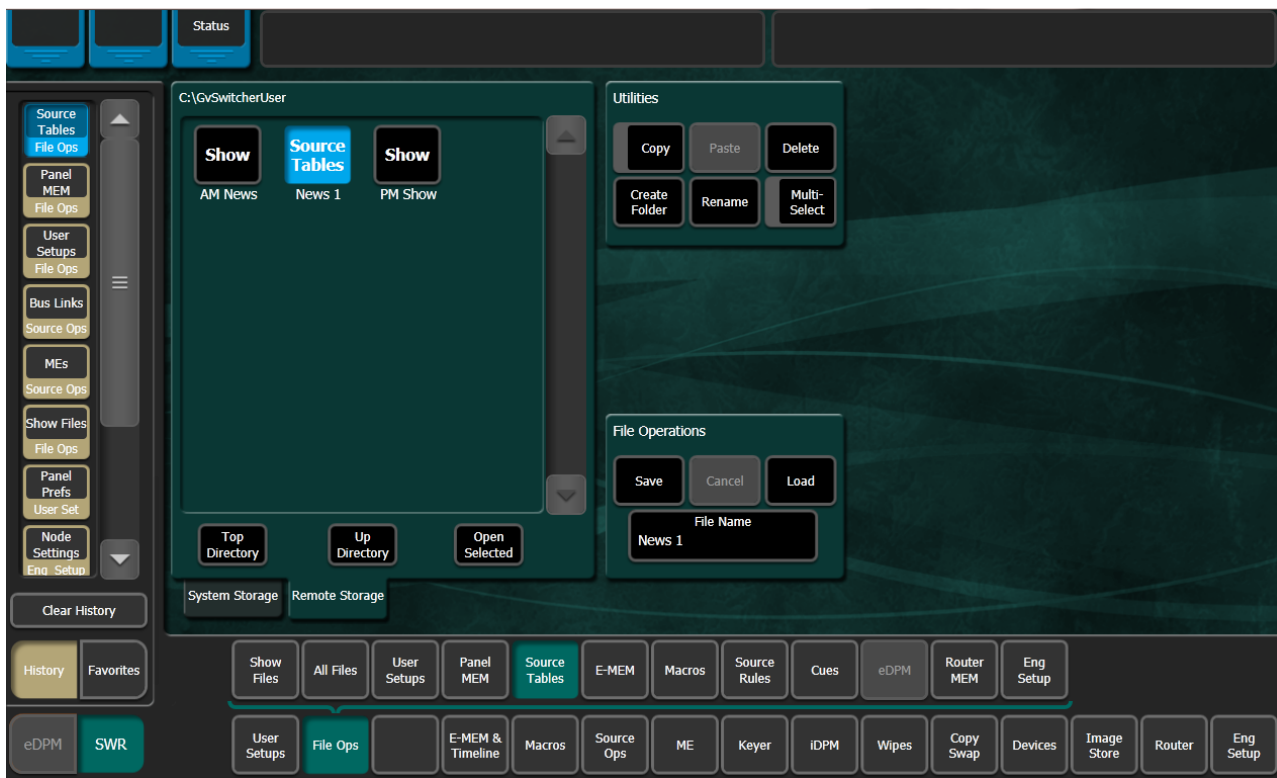 Status
Source
Tables
File Ops
Panel
MEM
File Ops
User
Setups
File Ops
Bus Links
Source Ops
MEs
Source Ops
Show Files
File Ops
Panel
Prefs
User Set
Node
Settings
Eng Setup
Clear History
History
Favorites
eDPM
SWR
C:\GvSwitcherUser
Show
AM News
Source
Tables
News 1
Show
PM Show
Top
Directory
Up
Directory
Open
Selected
System Storage
Remote Storage
Utilities
Copy
Paste
Delete
Create
Folder
Rename
Multi-
Select
File Operations
Save
Cancel
Load
File Name
News 1
Show
Files
All Files
User
Setups
Panel
MEM
Source
Tables
E-MEM
Macros
Source
Rules
Cues
eDPM
Router
MEM
Eng
Setup
User
Setups
File Ops
E-MEM &
Timeline
Macros
Source
Ops
ME
Keyer
iDPM
Wipes
Copy
Swap
Devices
Image
Store
Router
Eng
Setup